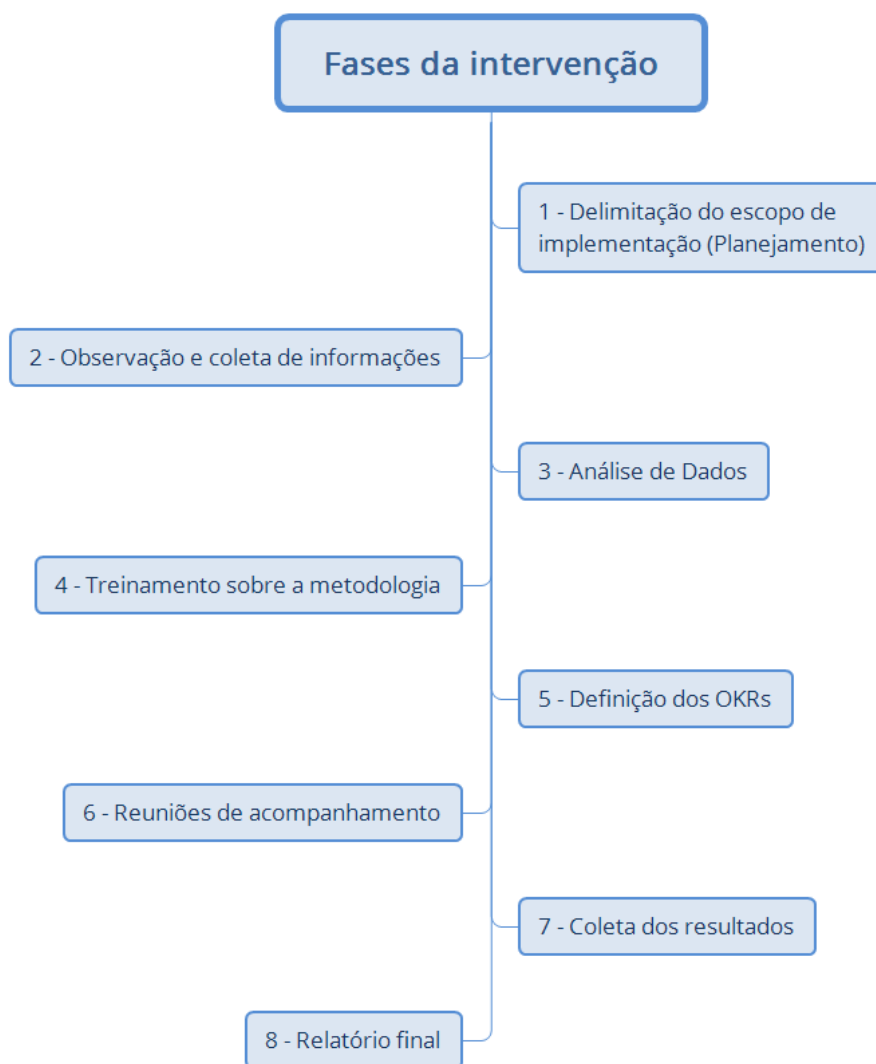 Fases da intervenção
1 - Delimitação do escopo de
implementação (Planejamento)
2 - Observação e coleta de informações
3 - Análise de Dados
4 - Treinamento sobre a metodologia
5 - Definição dos OKRs
6 - Reuniões de acompanhamento
7 - Coleta dos resultados
8 - Relatório final